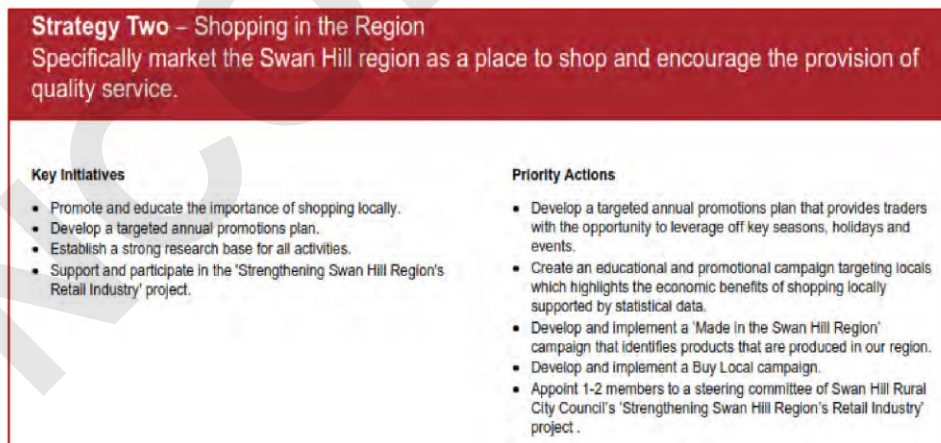 Strategy Two – Shopping in the Region
Specifically market the Swan Hill region as a place to shop and encourage the provision of
quality service.
Key Initiatives
• Promote and educate the importance of shopping locally.
• Develop a targeted annual promotions plan.
• Establish a strong research base for all activities.
• Support and participate in the 'Strengthening Swan Hill Region's
Retail Industry' project.
Priority Actions
• Develop a targeted annual promotions plan that provides traders
with the opportunity to leverage off key seasons, holidays and
events.
• Create an educational and promotional campaign targeting locals
which highlights the economic benefits of shopping locally
supported by statistical data.
• Develop and implement a 'Made in the Swan Hill Region'
campaign that identifies products that are produced in our region.
• Develop and implement a Buy Local campaign.
• Appoint 1-2 members to a steering committee of Swan Hill Rural
City Council's 'Strengthening Swan Hill Region's Retail Industry'
project .